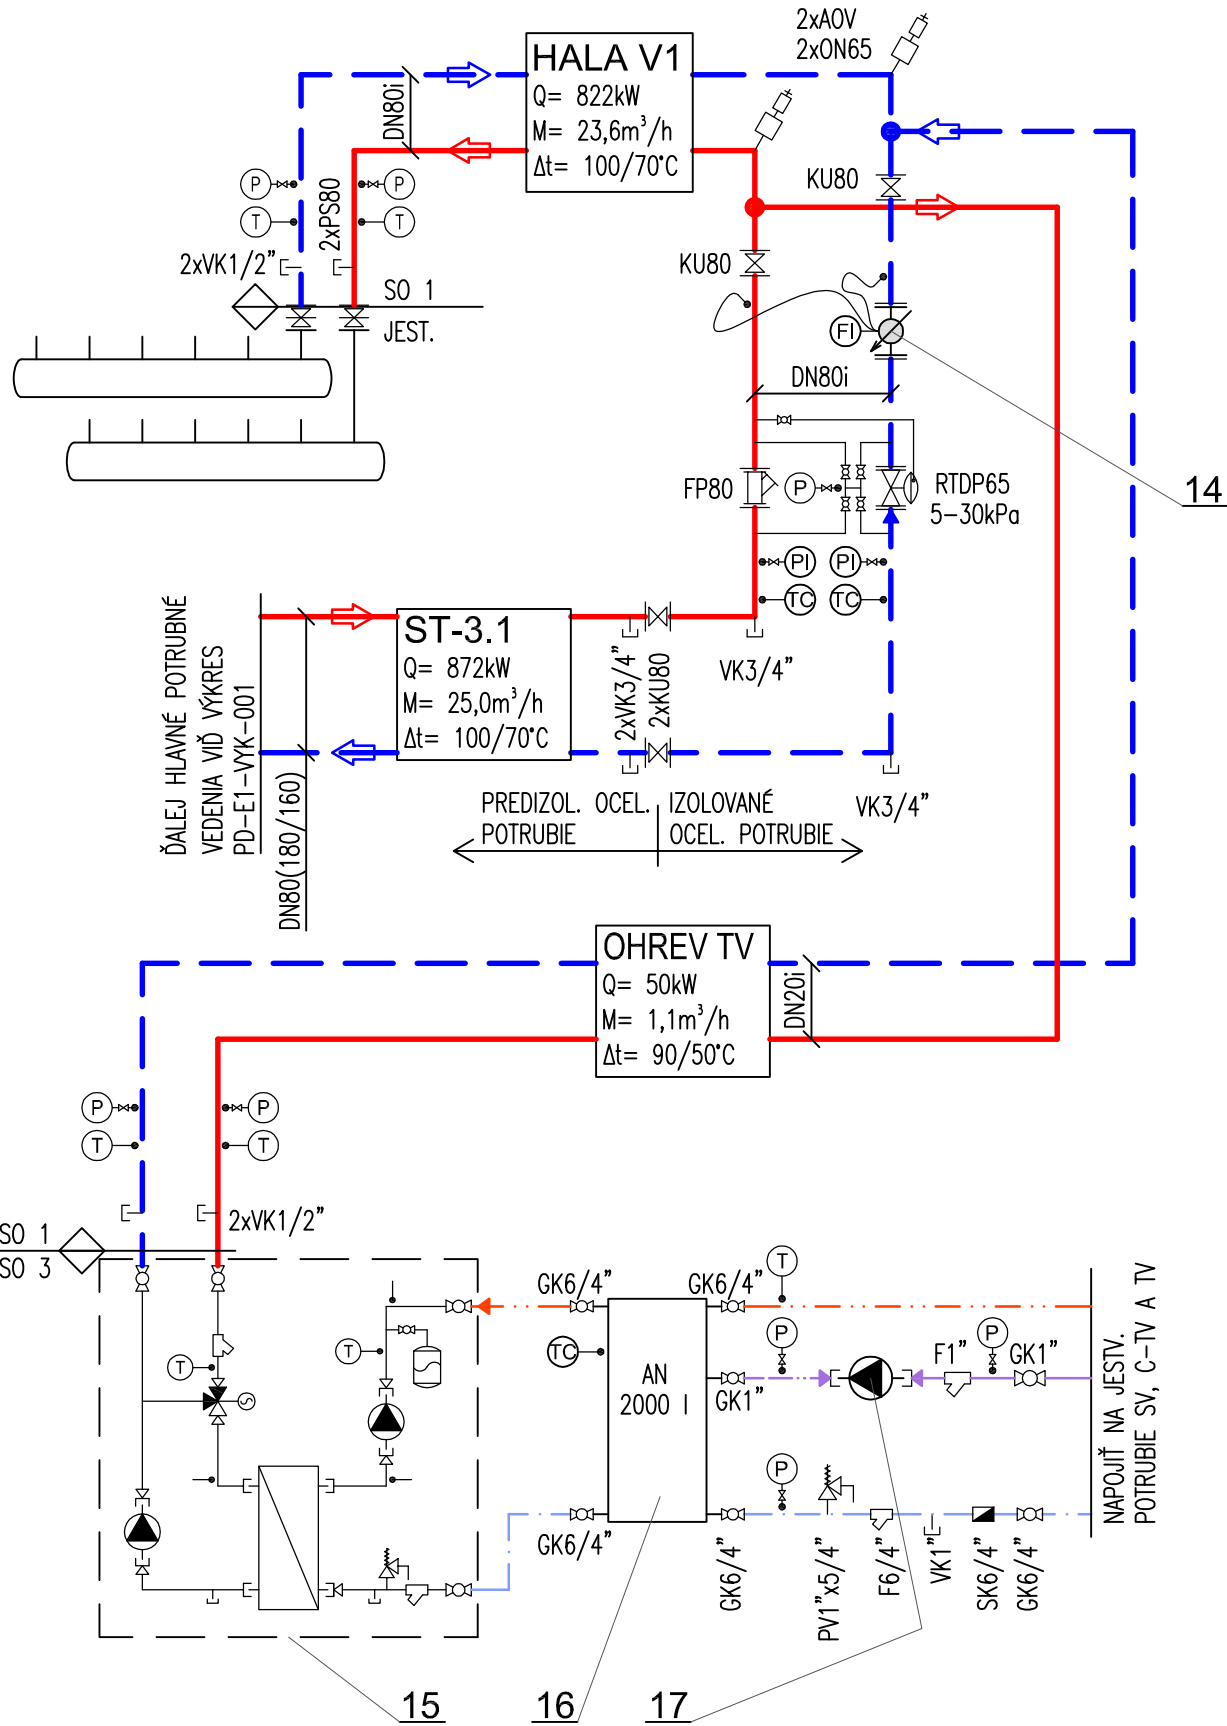 2xAOV
2xON65
HALA V1
Q= 822kW
M= 23,6m³/h
Δt= 100/70°C
DN80i
P
P
T
T
2xPS80
2xVK1/2"
KU80
KU80
SO 1
JEST.
FI
DN80i
FP80
P
RTDP65
5-30kPa
14
PI
PI
TC
TC
ĎALEJ HLAVNÉ POTRUBNÉ
VEDENIA VIĎ VÝKRES
PD-E1-VYK-001
DN80(180/160)
ST-3.1
Q= 872kW
M= 25,0m³/h
Δt= 100/70°C
2xVK3/4"
2xKU80
VK3/4"
VK3/4"
PREDIZOL. OCEL.
POTRUBIE
IZOLOVANÉ
OCEL. POTRUBIE
OHREV TV
Q= 50kW
M= 1,1m³/h
Δt= 90/50°C
DN20i
P
P
T
T
2xVK1/2"
SO 1
SO 3
GK6/4"
GK6/4"
T
TC
T
T
P
F1"
P
GK1"
AN
2000 l
GK1"
P
GK6/4"
GK6/4"
PV1"x5/4"
F6/4"
VK1"
SK6/4"
GK6/4"
NAPOJIŤ NA JESTV.
POTRUBIE SV, C-TV A TV
15
16
17